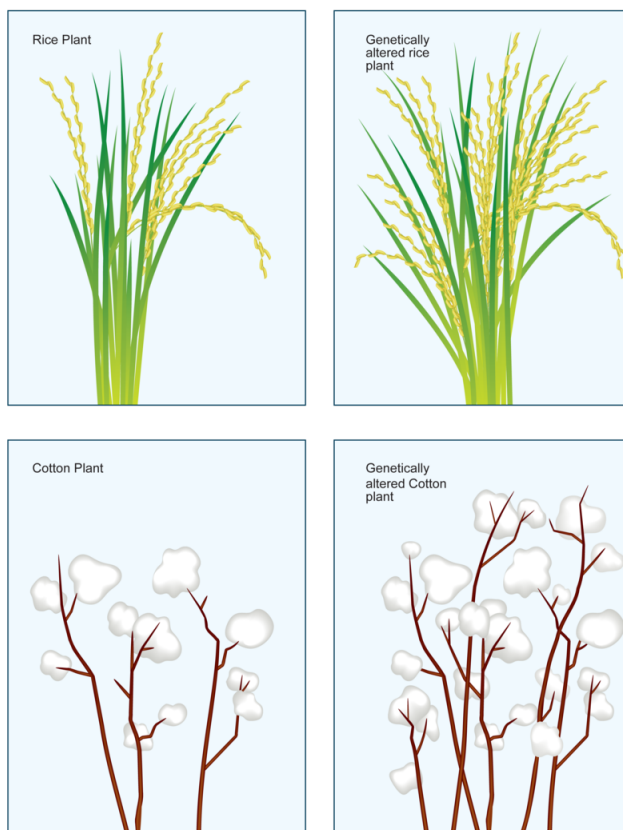 Rice Plant
Genetically
altered rice
plant
Cotton Plant
Genetically
altered Cotton
plant